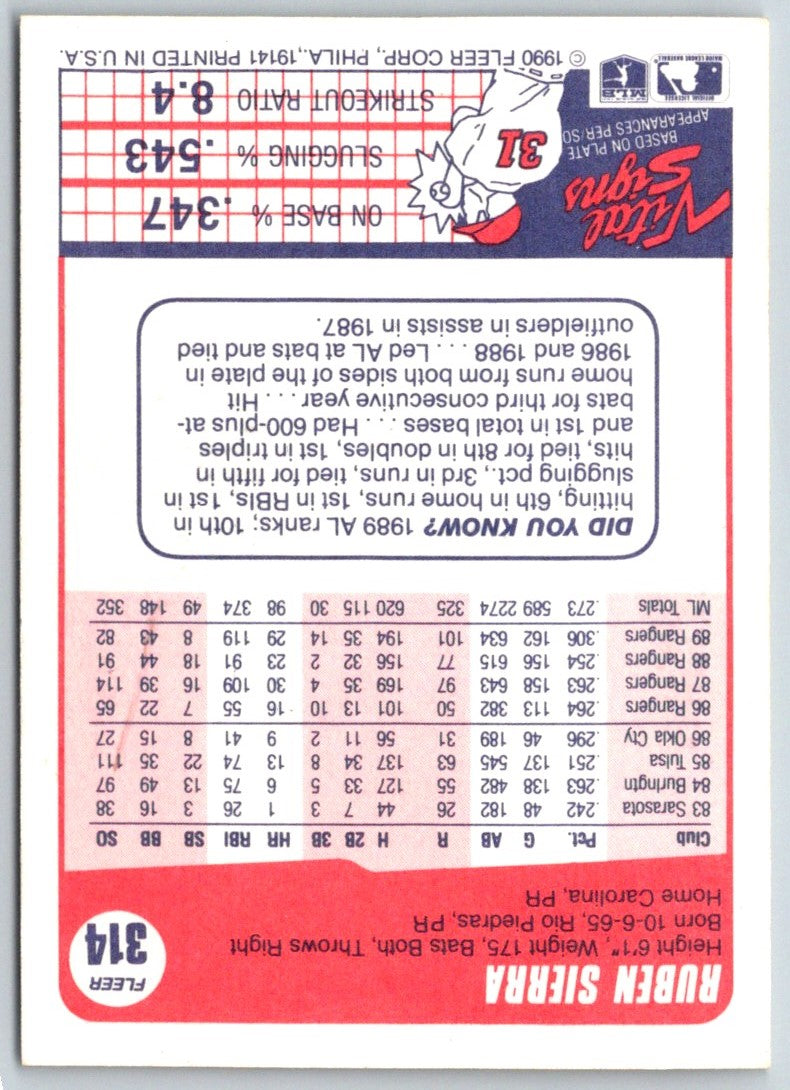 RUBEN SIERRA
Height 6'1", Weight 175, Bats Both, Throws Right
Born 10-6-65, Rio Piedras, PR
Home Carolina, PR
FLEER
314
Club Pct. G AB R H 2B 3B HR RBI SB BB SO
83 Sarasota .242 48 182 26 44 7 3 1 26 3 16 38
84 Burlingtn .263 138 482 55 127 33 5 6 75 13 49 97
85 Tulsa .251 137 545 63 137 34 8 13 74 22 35 111
86 Okla Cty .296 46 189 31 56 11 2 9 41 8 15 27
86 Rangers .264 113 382 50 101 13 10 16 55 7 22 65
87 Rangers .263 158 643 97 169 35 4 30 109 16 39 114
88 Rangers .254 156 615 77 156 32 2 23 91 18 44 91
89 Rangers .306 162 634 101 194 35 14 29 119 8 43 82
ML Totals .273 589 2274 325 620 115 30 98 374 49 148 352
DID YOU KNOW? 1989 AL ranks; 10th in
hitting, 6th in home runs, 1st in RBIs, 1st in
slugging pct., 3rd in runs, tied for fifth in
hits, tied for 8th in doubles, 1st in triples
and 1st in total bases . . . Had 600-plus at-
bats for third consecutive year . . . Hit
home runs from both sides of the plate in
1986 and 1988 . . . Led AL at bats and tied
outfielders in assists in 1987.
Vital
Signs
BASED ON PLATE
APPEARANCES PER/SO
31
ON BASE % .347
SLUGGING % .543
STRIKEOUT RATIO 8.4
OFFICIAL LICENSEE
MAJOR LEAGUE BASEBALL
MLB
© 1990 FLEER CORP., PHILA., 19141 PRINTED IN U.S.A.